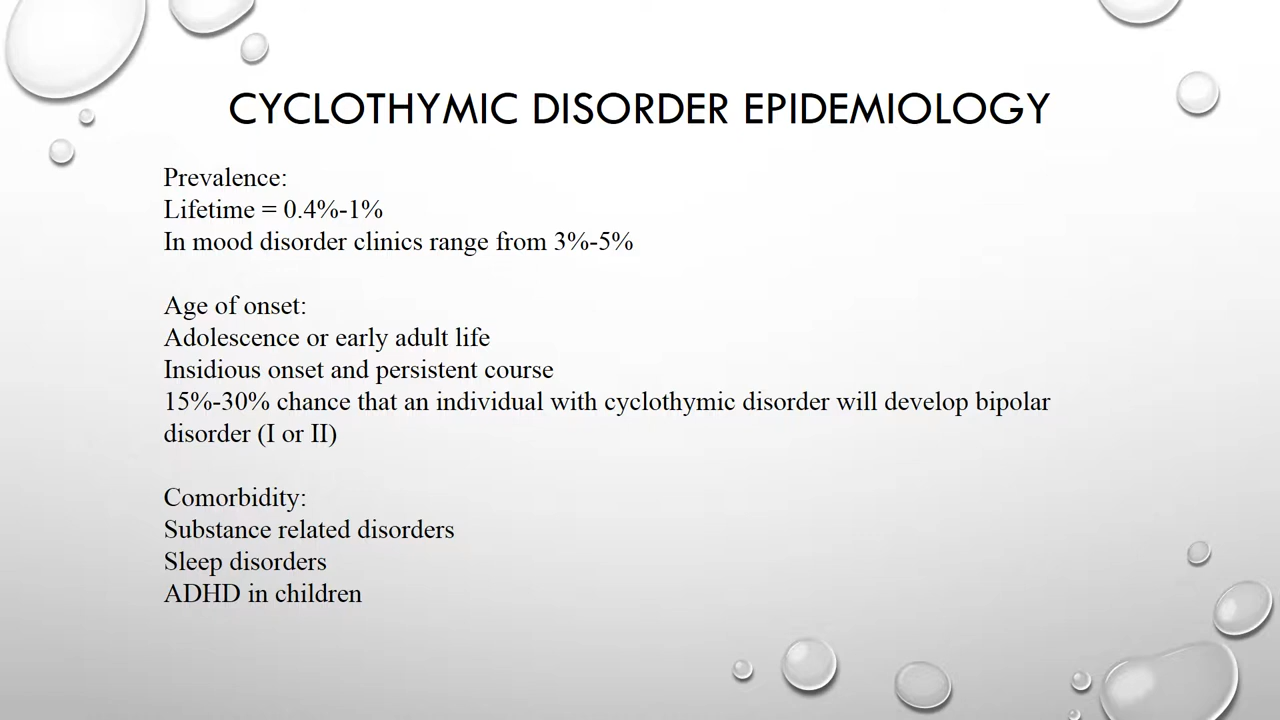 CYCLOTHYMIC DISORDER EPIDEMIOLOGY
Prevalence:
Lifetime = 0.4%-1%
In mood disorder clinics range from 3%-5%
Age of onset:
Adolescence or early adult life
Insidious onset and persistent course
15%-30% chance that an individual with cyclothymic disorder will develop bipolar
disorder (I or II)
Comorbidity:
Substance related disorders
Sleep disorders
ADHD in children